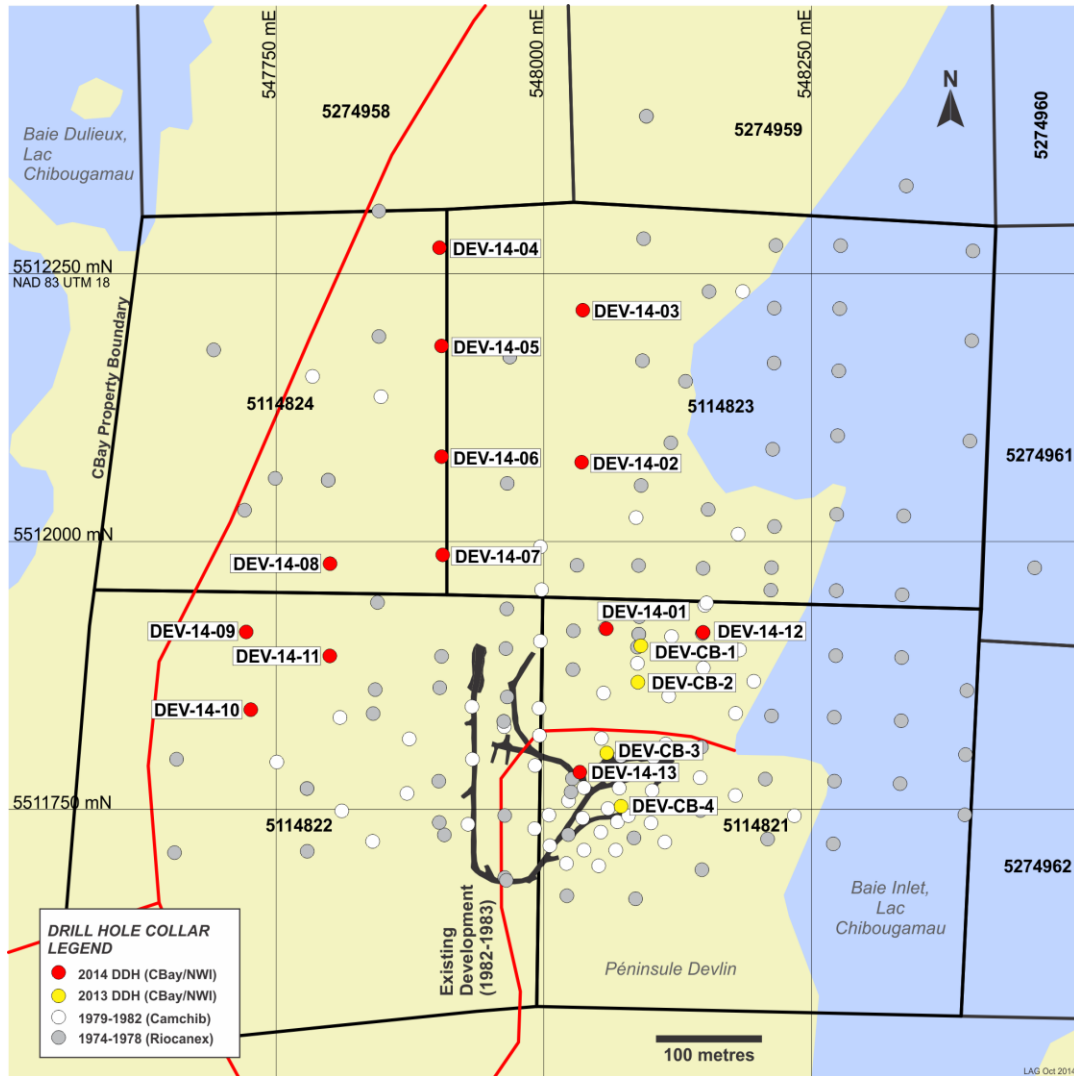 547750 mE
548000 mE
548250 mE
5274958
5274959
5274960
N
Baie Dulieux,
Lac
Chibougamau
DEV-14-04
5512250 mN
NAD 83 UTM 18
DEV-14-03
DEV-14-05
CBay Property Boundary
5114824
5114823
DEV-14-06
DEV-14-02
5274961
5512000 mN
DEV-14-07
DEV-14-08
DEV-14-01
DEV-14-09
DEV-14-12
DEV-14-11
DEV-CB-1
DEV-CB-2
DEV-14-10
DEV-CB-3
DEV-14-13
5511750 mN
DEV-CB-4
5114822
5114821
5274962
Baie Inlet,
Lac
Chibougamau
Existing
Development
(1982-1983)
Péninsule Devlin
DRILL HOLE COLLAR
LEGEND
2014 DDH (CBay/NWI)
2013 DDH (CBay/NWI)
1979-1982 (Camchib)
1974-1978 (Riocanex)
100 metres
LAG Oct 2014